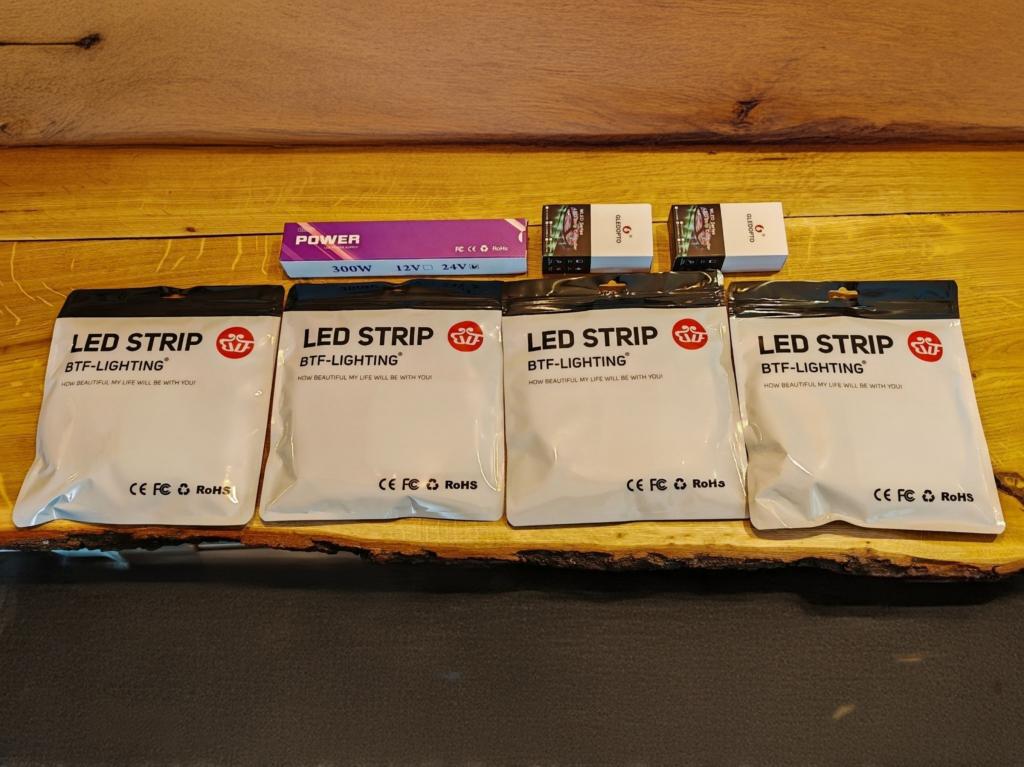 POWER
FC CE RoHS
300W 12V 24V
GLEDOPTO
GLEDOPTO
LED STRIP
BTF-LIGHTING®
HOW BEAUTIFUL MY LIFE WILL BE WITH YOU!
CE FC RoHS
LED STRIP
BTF-LIGHTING®
HOW BEAUTIFUL MY LIFE WILL BE WITH YOU!
CE FC RoHS
LED STRIP
BTF-LIGHTING®
HOW BEAUTIFUL MY LIFE WILL BE WITH YOU!
CE FC RoHS
LED STRIP
BTF-LIGHTING®
HOW BEAUTIFUL MY LIFE WILL BE WITH YOU!
CE FC RoHS